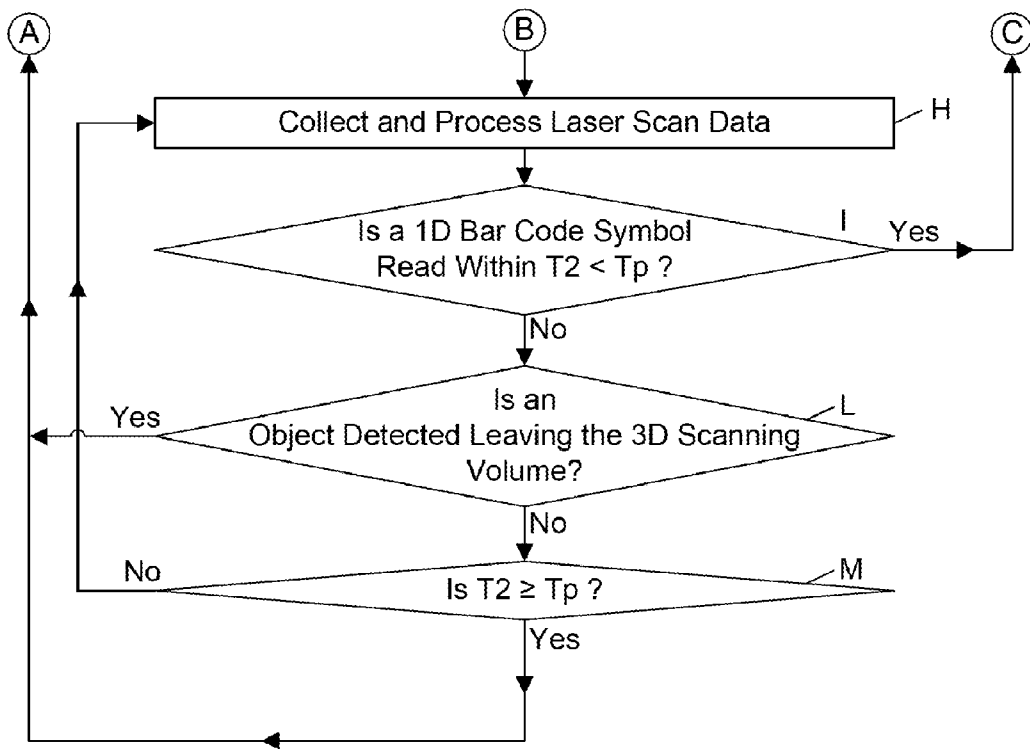 A
B
C
Collect and Process Laser Scan Data
H
Is a 1D Bar Code Symbol
Read Within T2 < Tp ?
I
Yes
No
Is an
Object Detected Leaving the 3D Scanning
Volume?
L
Yes
No
Is T2 ≥ Tp ?
M
No
Yes